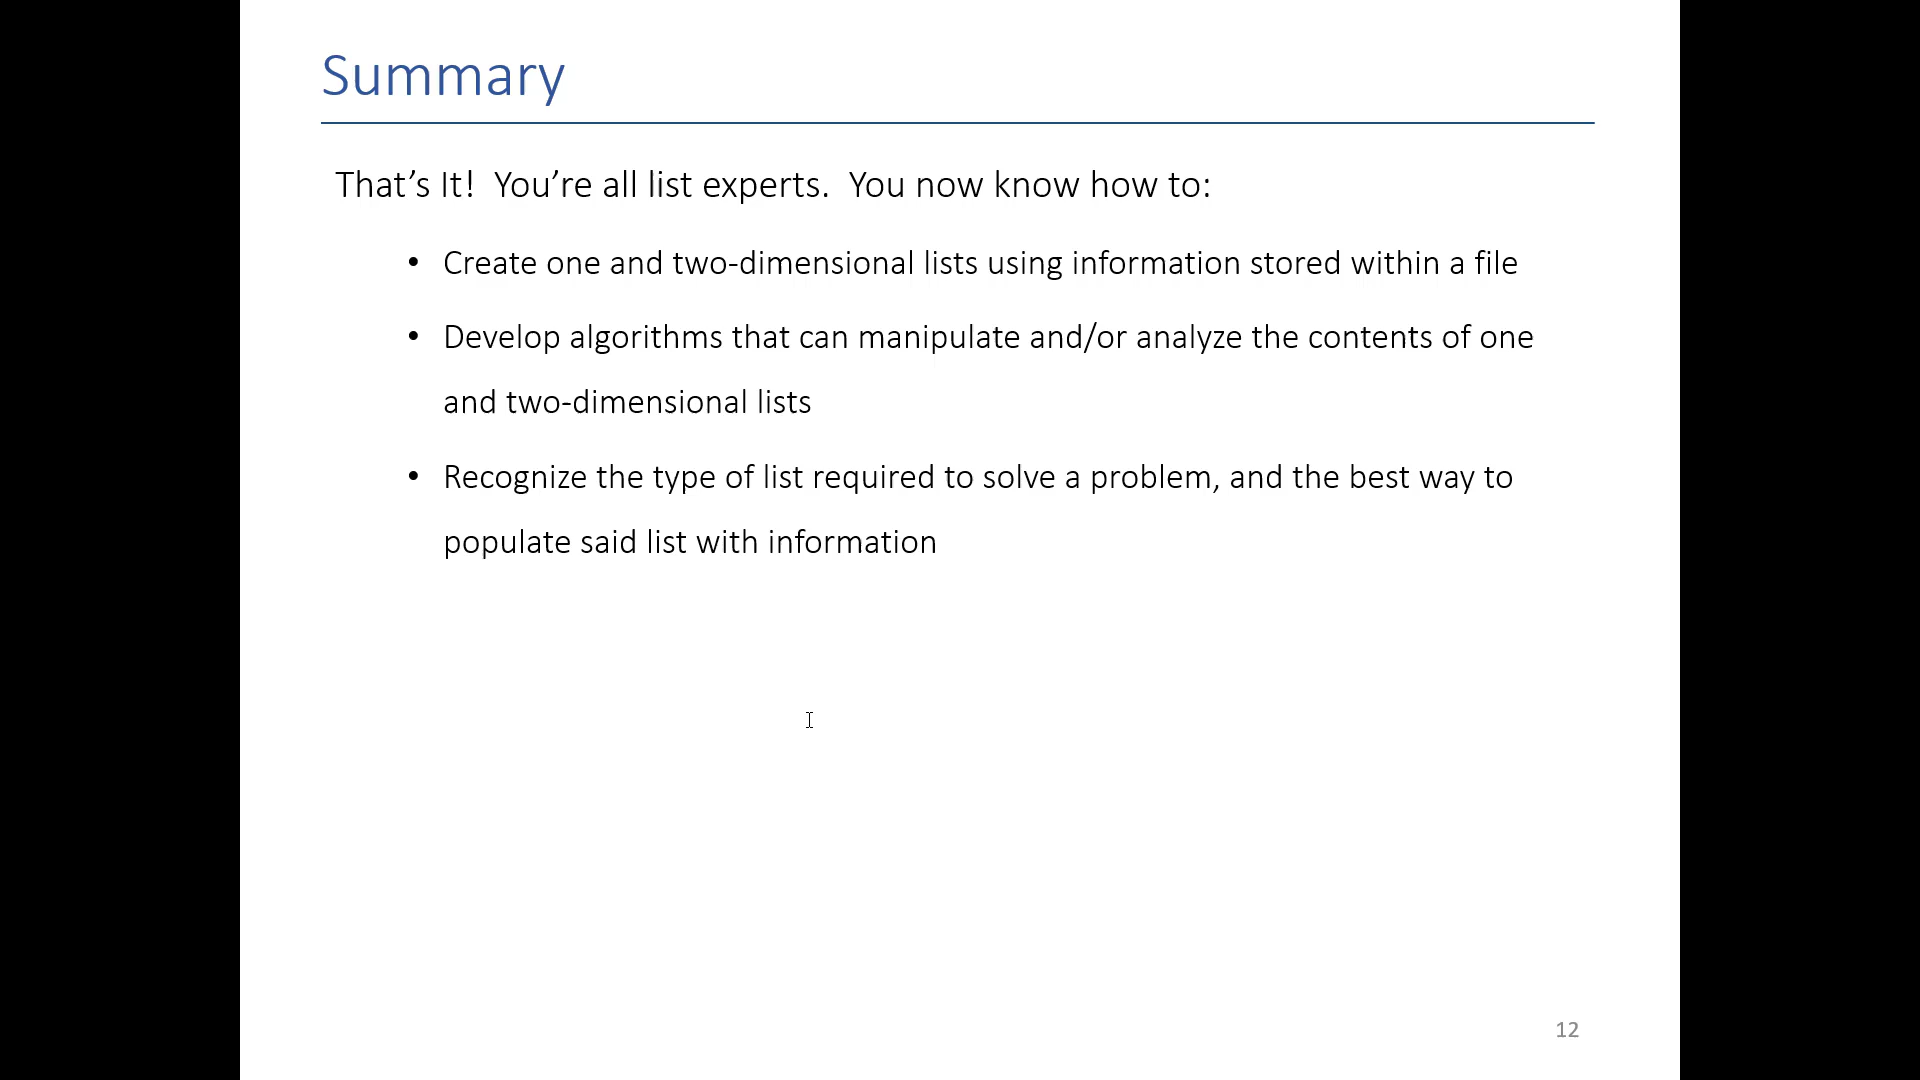 Summary
That’s It!  You’re all list experts.  You now know how to:
• Create one and two-dimensional lists using information stored within a file
• Develop algorithms that can manipulate and/or analyze the contents of one
and two-dimensional lists
• Recognize the type of list required to solve a problem, and the best way to
populate said list with information
12